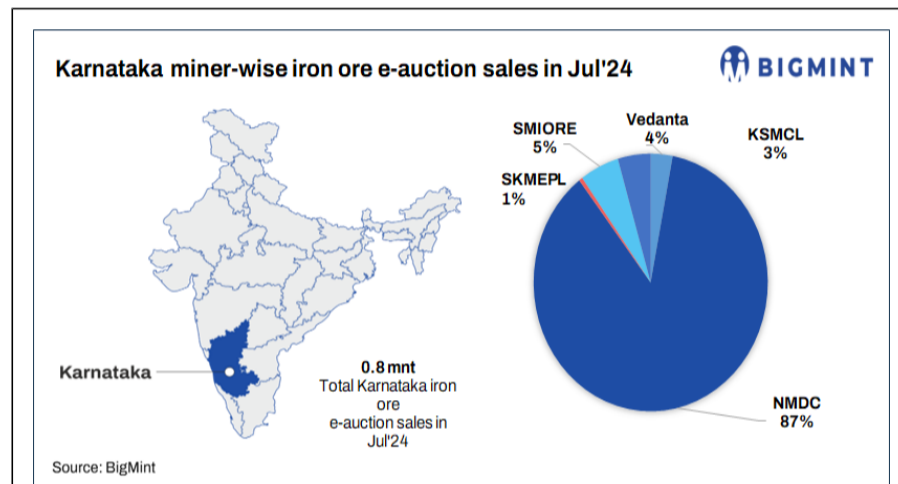 Karnataka miner-wise iron ore e-auction sales in Jul'24
BIGMINT
Vedanta
4%
KSMCL
3%
SMIORE
5%
SKMEPL
1%
Karnataka
0.8 mnt
Total Karnataka iron
ore
e-auction sales in
Jul'24
NMDC
87%
Source: BigMint